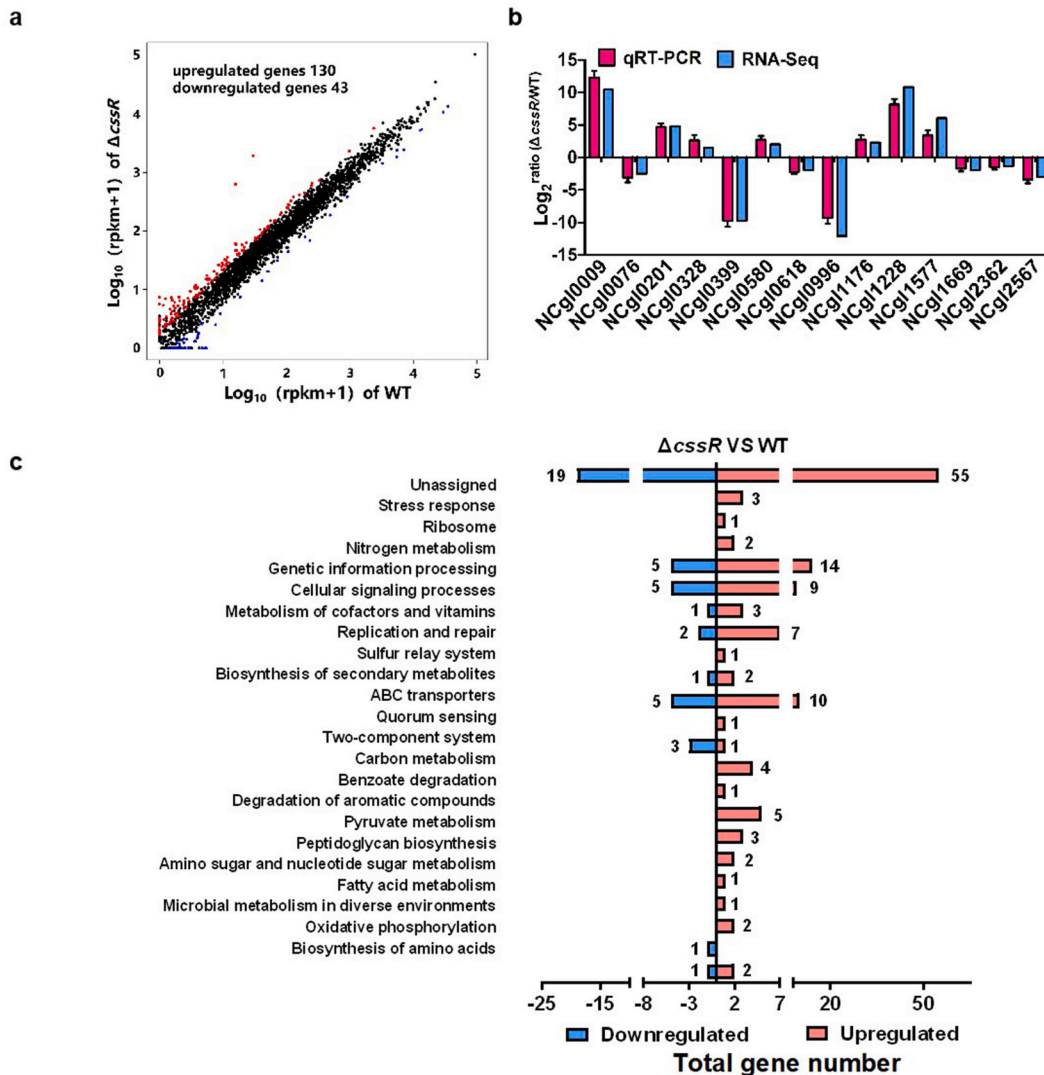 a
5
upregulated genes 130
downregulated genes 43
4
3
2
1
0
Log10 (rpkm+1) of ΔcssR
0 1 2 3 4 5
Log10 (rpkm+1) of WT
b
qRT-PCR RNA-Seq
15
10
5
0
-5
-10
-15
Log2 ratio (ΔcssR/WT)
NCgl0009
NCgl0076
NCgl0201
NCgl0328
NCgl0399
NCgl0580
NCgl0618
NCgl0996
NCgl1176
NCgl1228
NCgl1577
NCgl1669
NCgl2362
NCgl2567
c
ΔcssR VS WT
Unassigned 19 55
Stress response 3
Ribosome 1
Nitrogen metabolism 2
Genetic information processing 5 14
Cellular signaling processes 5 9
Metabolism of cofactors and vitamins 1 3
Replication and repair 2 7
Sulfur relay system 1
Biosynthesis of secondary metabolites 1 2
ABC transporters 5 10
Quorum sensing 1
Two-component system 3 1
Carbon metabolism 4
Benzoate degradation 1
Degradation of aromatic compounds 5
Pyruvate metabolism 3
Peptidoglycan biosynthesis 2
Amino sugar and nucleotide sugar metabolism 1
Fatty acid metabolism 1
Microbial metabolism in diverse environments 2
Oxidative phosphorylation 1
Biosynthesis of amino acids 1 2
-25 -15 -8 -3 2 7 20 50
Downregulated Upregulated
Total gene number